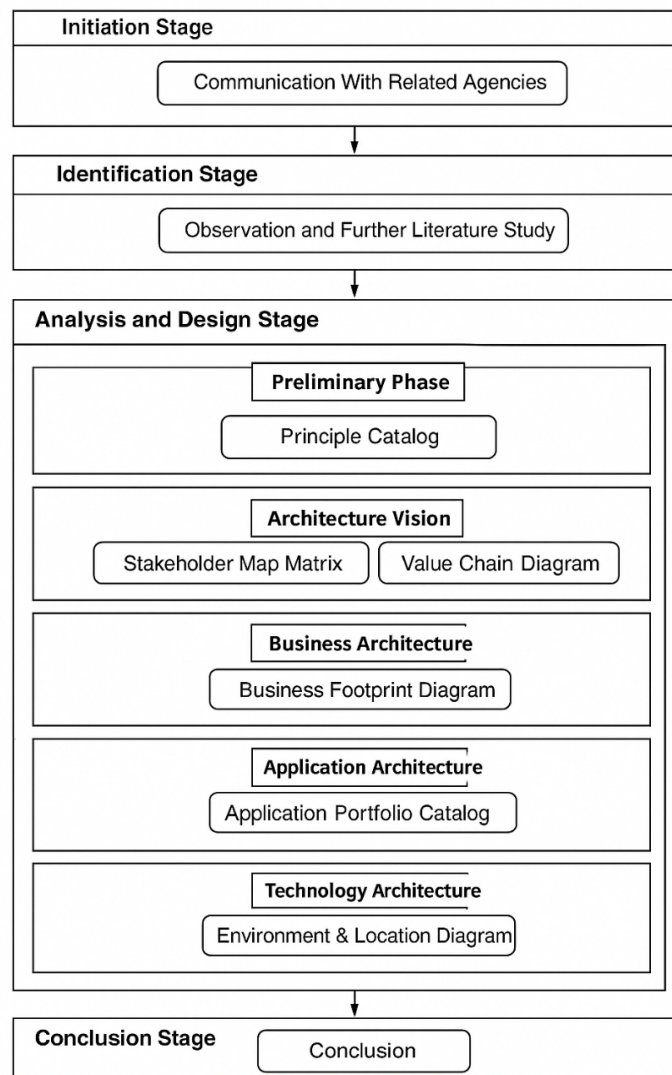 Initiation Stage
Communication With Related Agencies
Identification Stage
Observation and Further Literature Study
Analysis and Design Stage
Preliminary Phase
Principle Catalog
Architecture Vision
Stakeholder Map Matrix
Value Chain Diagram
Business Architecture
Business Footprint Diagram
Application Architecture
Application Portfolio Catalog
Technology Architecture
Environment & Location Diagram
Conclusion Stage
Conclusion